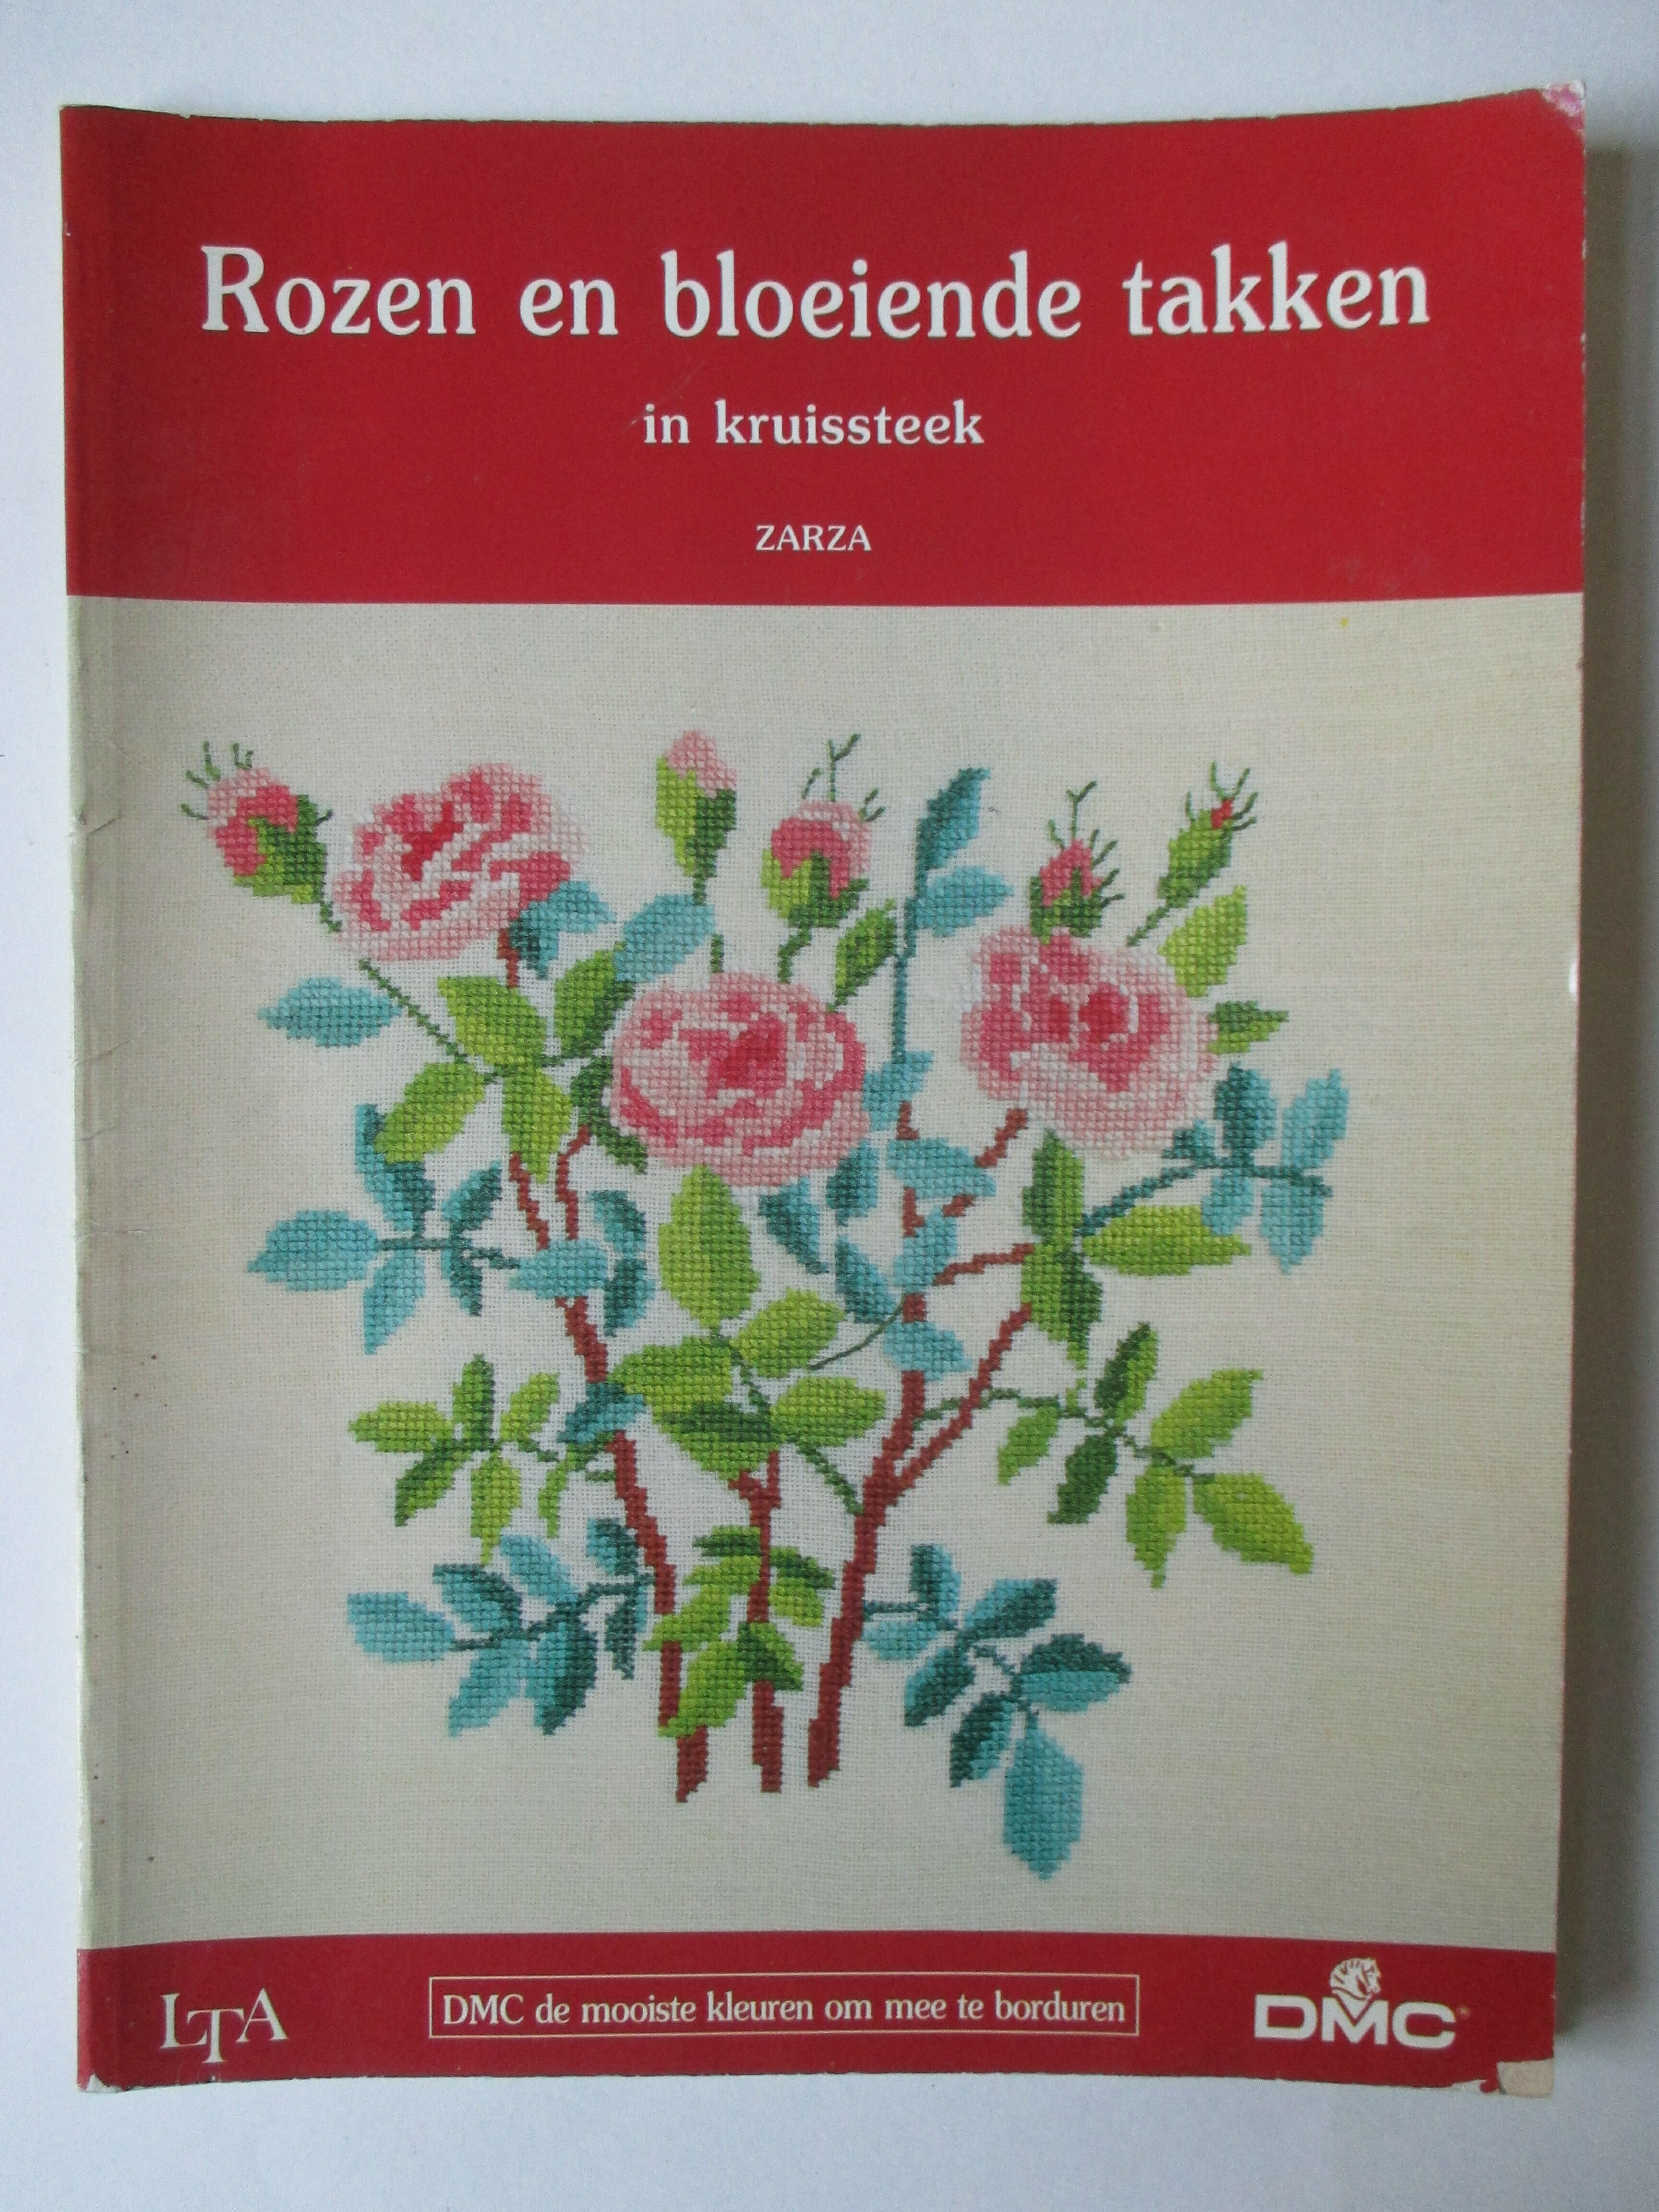 Rozen en bloeiende takken
in kruissteek
ZARZA
LTA
DMC de mooiste kleuren om mee te borduren
DMC